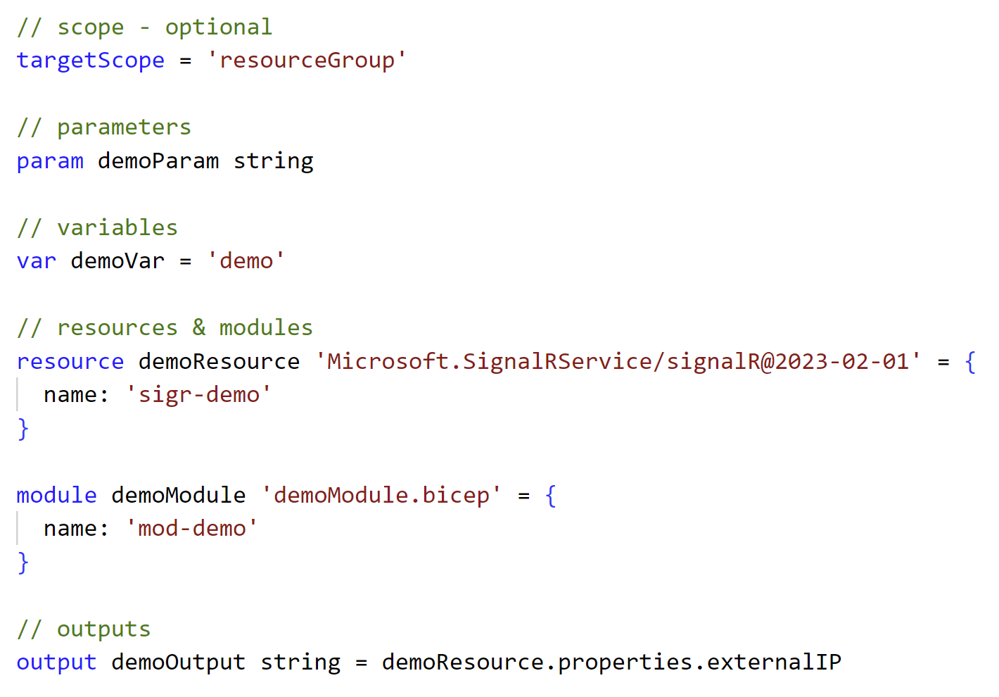 // scope - optional
targetScope = 'resourceGroup'
// parameters
param demoParam string
// variables
var demoVar = 'demo'
// resources & modules
resource demoResource 'Microsoft.SignalRService/signalR@2023-02-01' = {
  name: 'sigr-demo'
}
module demoModule 'demoModule.bicep' = {
  name: 'mod-demo'
}
// outputs
output demoOutput string = demoResource.properties.externalIP